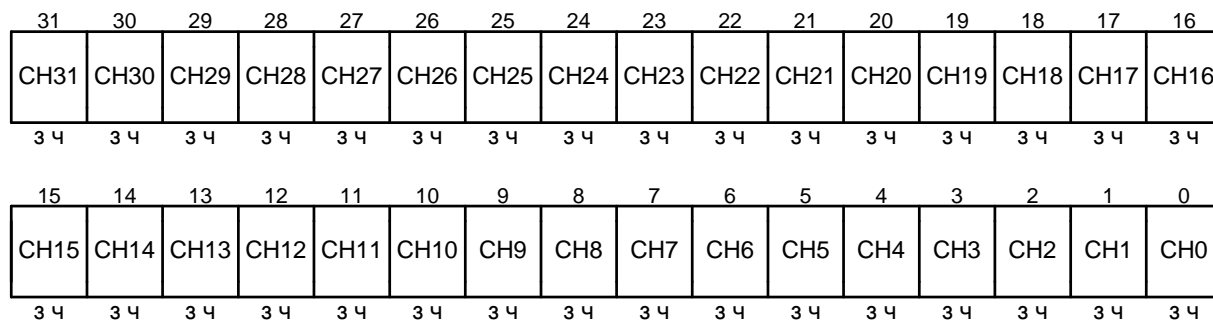 31 30 29 28 27 26 25 24 23 22 21 20 19 18 17 16
CH31 CH30 CH29 CH28 CH27 CH26 CH25 CH24 CH23 CH22 CH21 CH20 CH19 CH18 CH17 CH16
з ч з ч з ч з ч з ч з ч з ч з ч з ч з ч з ч з ч з ч з ч з ч з ч
15 14 13 12 11 10 9 8 7 6 5 4 3 2 1 0
CH15 CH14 CH13 CH12 CH11 CH10 CH9 CH8 CH7 CH6 CH5 CH4 CH3 CH2 CH1 CH0
з ч з ч з ч з ч з ч з ч з ч з ч з ч з ч з ч з ч з ч з ч з ч з ч